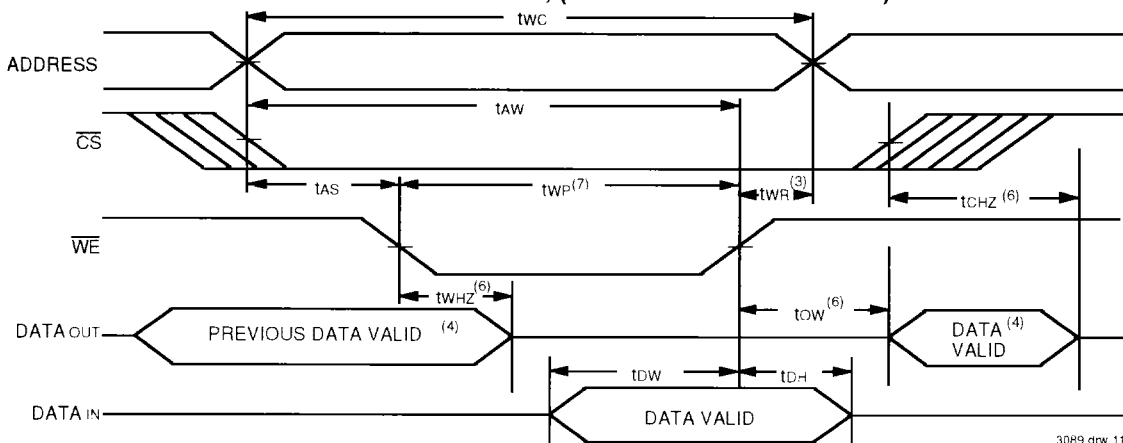 tWC
ADDRESS
tAW
CS
tAS
tWP(7)
tWR(3)
tCHZ(6)
WE
tWHZ(6)
tOW(6)
DATA OUT
PREVIOUS DATA VALID (4)
DATA (4)
VALID
tDW
tDH
DATA IN
DATA VALID
3089 drw 11